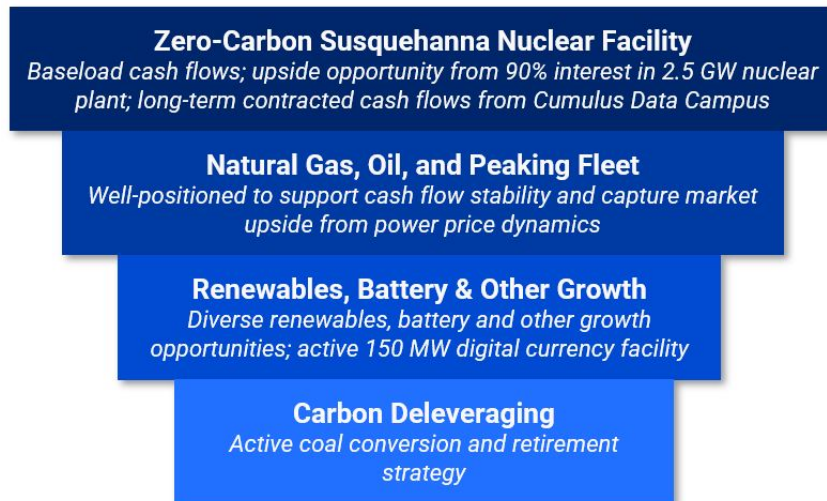 Zero-Carbon Susquehanna Nuclear Facility
Baseload cash flows; upside opportunity from 90% interest in 2.5 GW nuclear
plant; long-term contracted cash flows from Cumulus Data Campus
Natural Gas, Oil, and Peaking Fleet
Well-positioned to support cash flow stability and capture market
upside from power price dynamics
Renewables, Battery & Other Growth
Diverse renewables, battery and other growth
opportunities; active 150 MW digital currency facility
Carbon Deleveraging
Active coal conversion and retirement
strategy